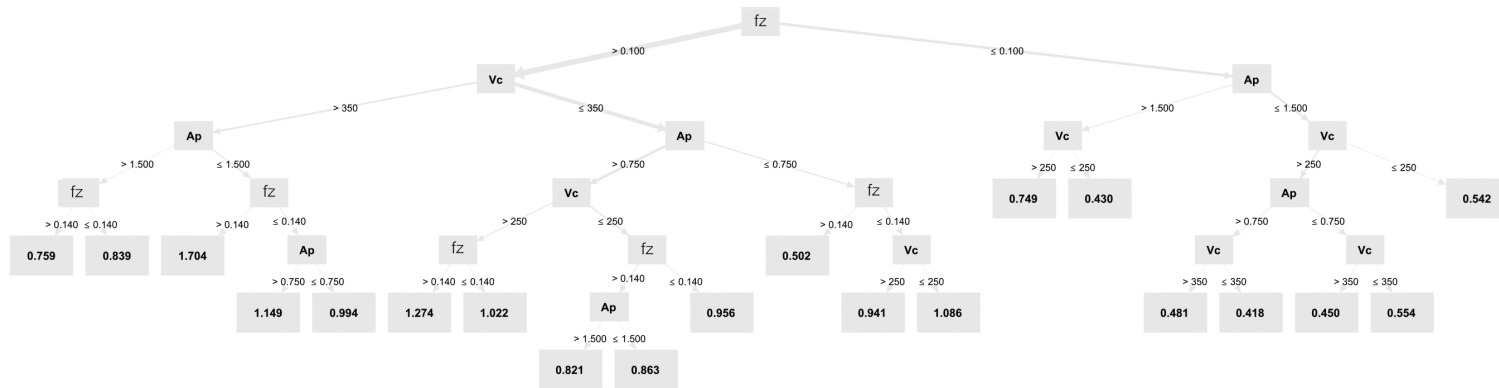 fz
> 0.100 ≤ 0.100
Vc Ap
> 350 ≤ 350 > 1.500 ≤ 1.500
Ap Ap Vc Vc
> 1.500 ≤ 1.500 > 0.750 ≤ 0.750 > 250 ≤ 250 > 250 ≤ 250
fz fz Vc fz 0.749 0.430 Ap 0.542
> 0.140 ≤ 0.140 > 0.140 ≤ 0.140 > 250 ≤ 250 > 0.140 ≤ 0.140 > 0.750 ≤ 0.750
0.759 0.839 1.704 Ap fz fz 0.502 Vc Vc Vc
> 0.750 ≤ 0.750 > 0.140 ≤ 0.140 > 0.140 ≤ 0.140 > 250 ≤ 250 > 350 ≤ 350 > 350 ≤ 350
1.149 0.994 1.274 1.022 Ap 0.956 0.941 1.086 0.481 0.418 0.450 0.554
> 1.500 ≤ 1.500
0.821 0.863